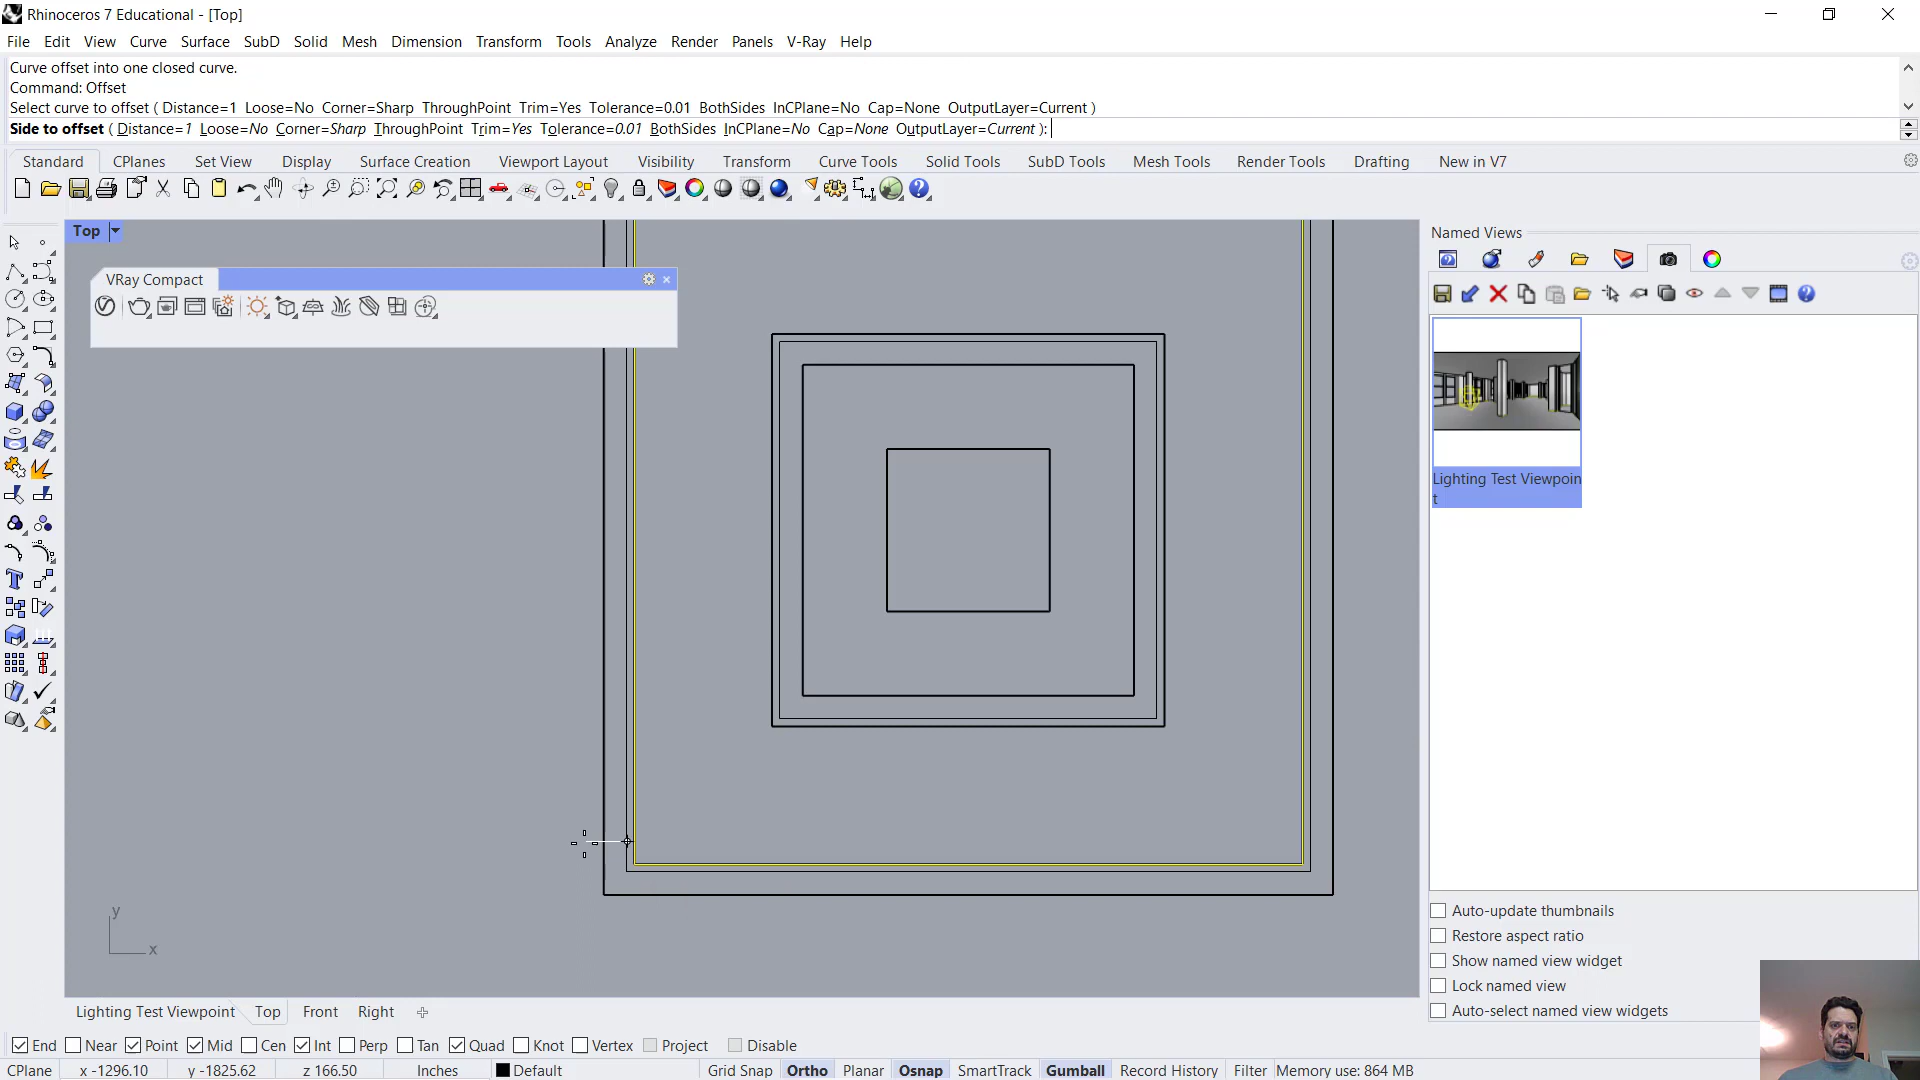 Rhinoceros 7 Educational - [Top]
File Edit View Curve Surface SubD Solid Mesh Dimension Transform Tools Analyze Render Panels V-Ray Help
Curve offset into one closed curve.
Command: Offset
Select curve to offset ( Distance=1 Loose=No Corner=Sharp ThroughPoint Trim=Yes Tolerance=0.01 BothSides InCPlane=No Cap=None OutputLayer=Current )
Side to offset ( Distance=1 Loose=No Corner=Sharp ThroughPoint Trim=Yes Tolerance=0.01 BothSides InCPlane=No Cap=None OutputLayer=Current ):
Standard CPlanes Set View Display Surface Creation Viewport Layout Visibility Transform Curve Tools Solid Tools SubD Tools Mesh Tools Render Tools Drafting New in V7
Top
Named Views
VRay Compact
Lighting Test Viewpoin
t
y
x
Auto-update thumbnails
Restore aspect ratio
Show named view widget
Lock named view
Auto-select named view widgets
Lighting Test Viewpoint Top Front Right
End Near Point Mid Cen Int Perp Tan Quad Knot Vertex Project Disable
CPlane x -1296.10 y -1825.62 z 166.50 Inches Default Grid Snap Ortho Planar Osnap SmartTrack Gumball Record History Filter Memory use: 864 MB